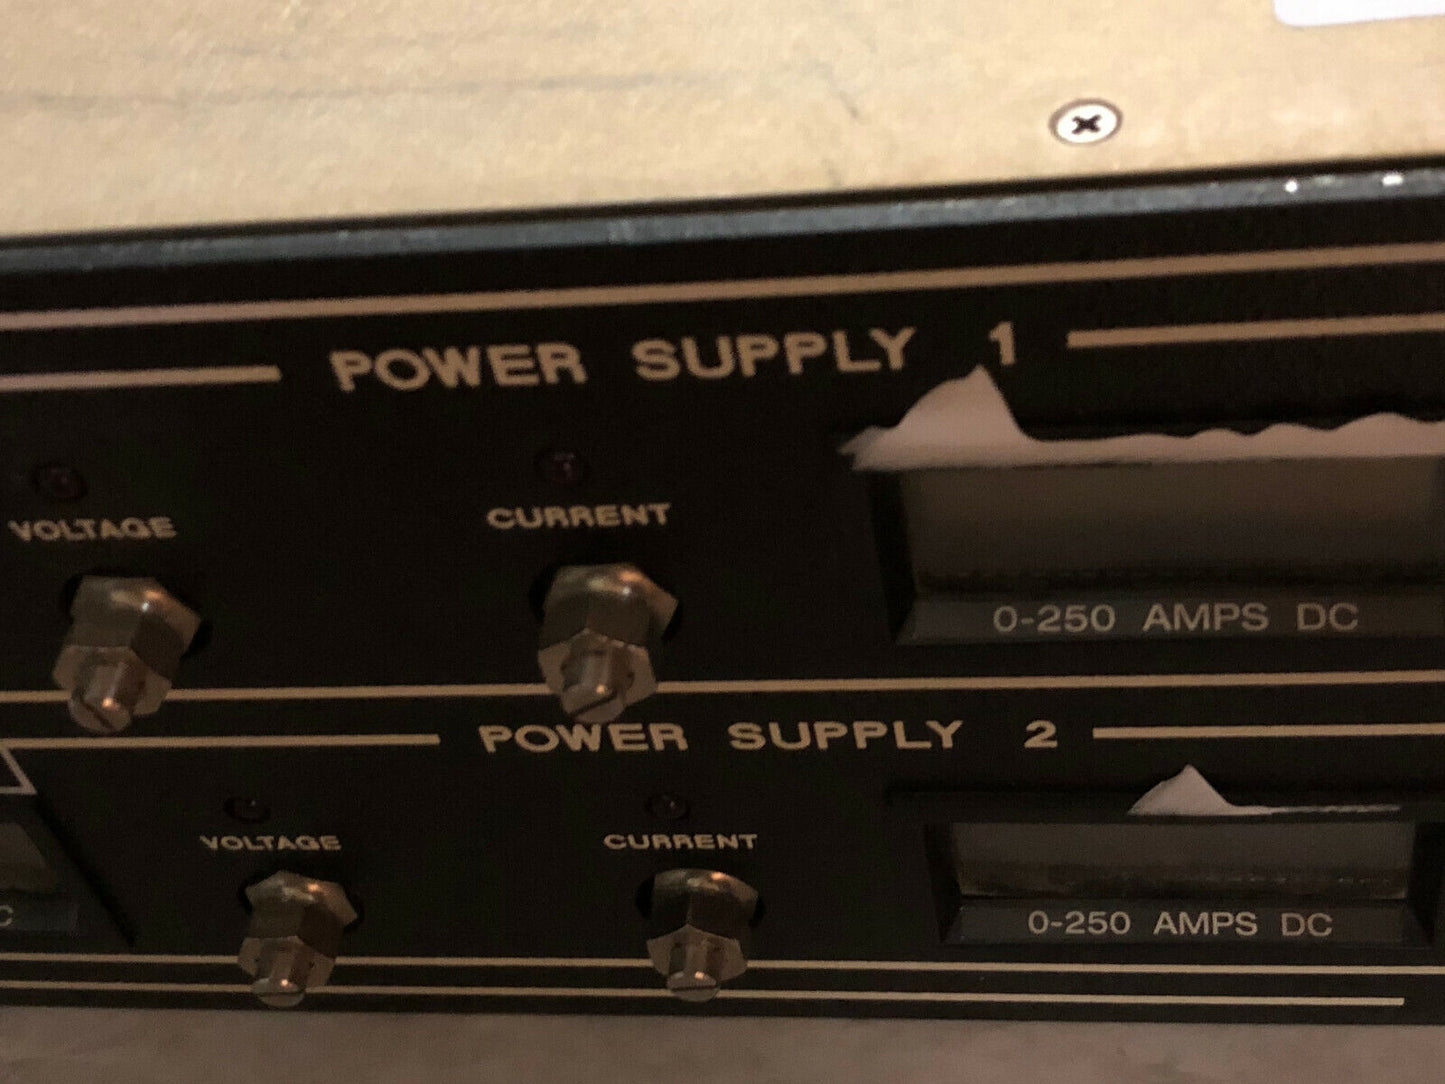 POWER SUPPLY 1
VOLTAGE
CURRENT
0-250 AMPS DC
POWER SUPPLY 2
VOLTAGE
CURRENT
0-250 AMPS DC